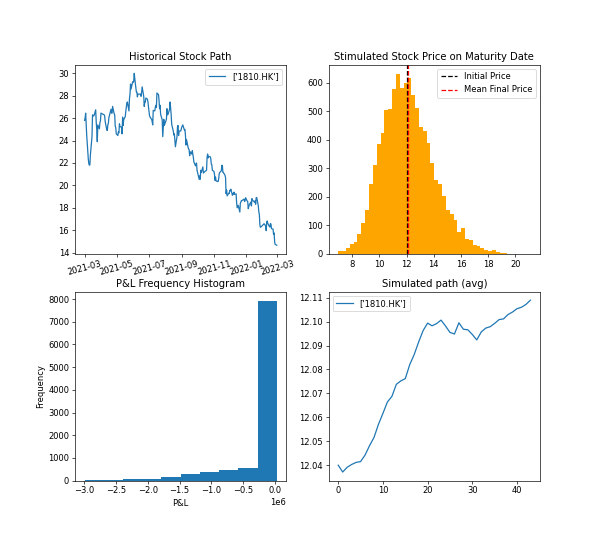 Historical Stock Path
['1810.HK']
30
28
26
24
22
20
18
16
14
2021-03 2021-05 2021-07 2021-09 2021-11 2022-01 2022-03
Stimulated Stock Price on Maturity Date
Initial Price
Mean Final Price
600
500
400
300
200
100
0
8 10 12 14 16 18 20
P&L Frequency Histogram
Frequency
8000
7000
6000
5000
4000
3000
2000
1000
0
−3.0 −2.5 −2.0 −1.5 −1.0 −0.5 0.0
1e6
P&L
Simulated path (avg)
['1810.HK']
12.11
12.10
12.09
12.08
12.07
12.06
12.05
12.04
0 10 20 30 40